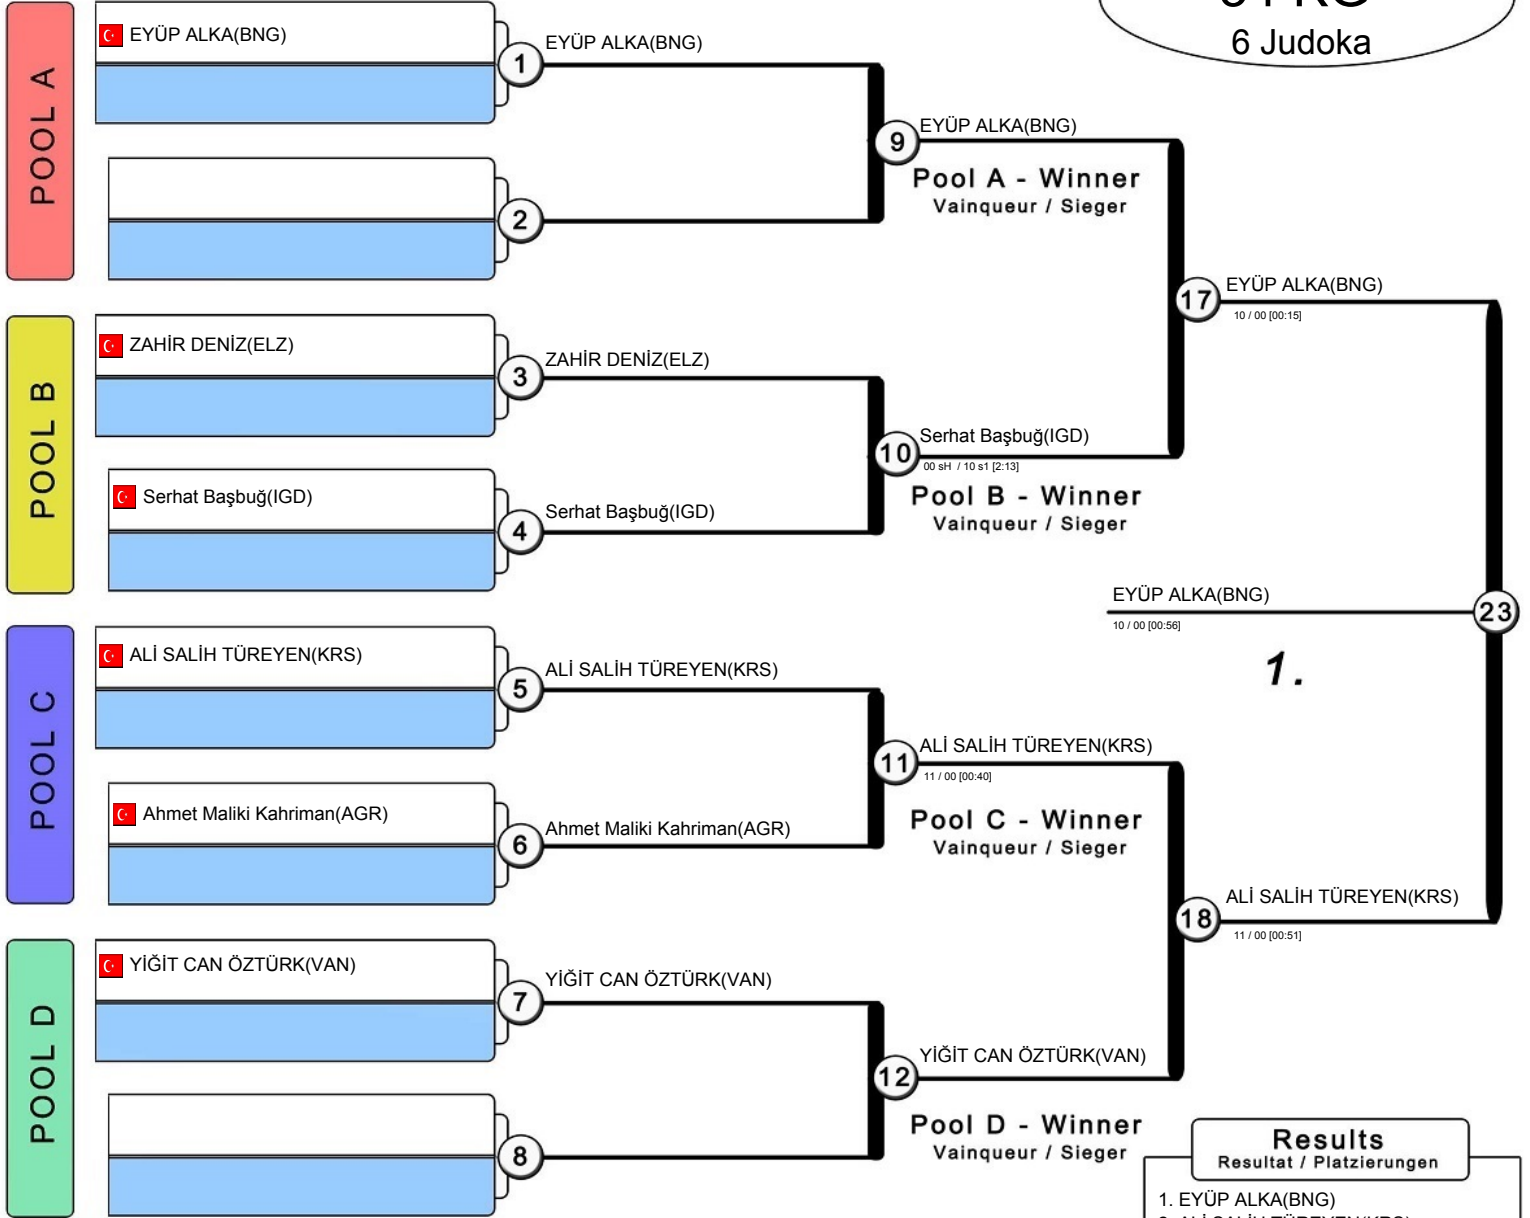 6 Judoka
POOL A
EYÜP ALKA(BNG)
1
EYÜP ALKA(BNG)
2
9
EYÜP ALKA(BNG)
Pool A - Winner
Vainqueur / Sieger
17
EYÜP ALKA(BNG)
10 / 00 [00:15]
POOL B
ZAHİR DENİZ(ELZ)
3
ZAHİR DENİZ(ELZ)
Serhat Başbuğ(IGD)
4
Serhat Başbuğ(IGD)
10
Serhat Başbuğ(IGD)
00 sH / 10 s1 [2:13]
Pool B - Winner
Vainqueur / Sieger
EYÜP ALKA(BNG)
23
10 / 00 [00:56]
1.
POOL C
ALİ SALİH TÜREYEN(KRS)
5
ALİ SALİH TÜREYEN(KRS)
Ahmet Maliki Kahriman(AGR)
6
Ahmet Maliki Kahriman(AGR)
11
ALİ SALİH TÜREYEN(KRS)
11 / 00 [00:40]
Pool C - Winner
Vainqueur / Sieger
18
ALİ SALİH TÜREYEN(KRS)
11 / 00 [00:51]
POOL D
YİĞİT CAN ÖZTÜRK(VAN)
7
YİĞİT CAN ÖZTÜRK(VAN)
8
12
YİĞİT CAN ÖZTÜRK(VAN)
Pool D - Winner
Vainqueur / Sieger
Results
Resultat / Platzierungen
1. EYÜP ALKA(BNG)
2. ALİ SALİH TÜREYEN(KRS)